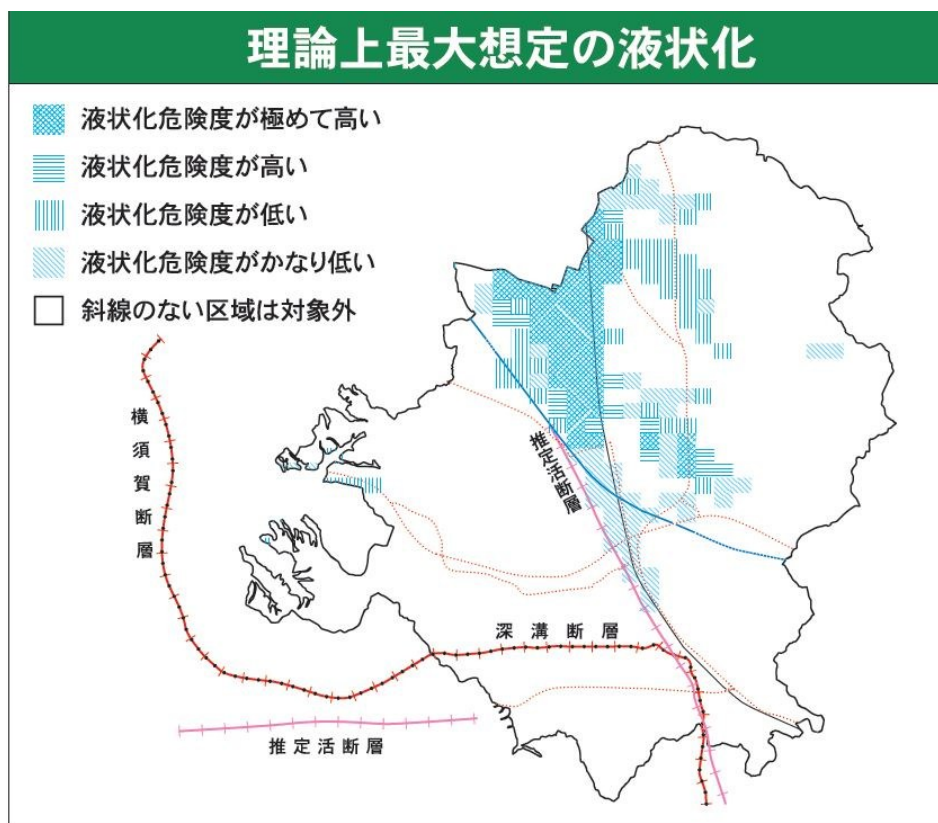 理論上最大想定の液状化
液状化危険度が極めて高い
液状化危険度が高い
液状化危険度が低い
液状化危険度がかなり低い
斜線のない区域は対象外
横須賀断層
推定活断層
深溝断層
推定活断層